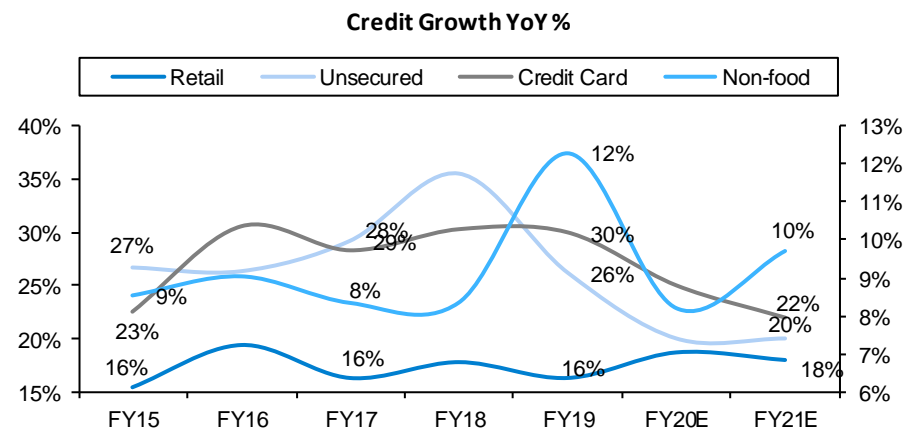 Credit Growth YoY %
Retail Unsecured Credit Card Non-food
40% 13%
12% 12%
35% 11%
28%
30% 29% 30% 10% 10%
27%
25% 9% 26% 9%
8% 22%
23% 20% 8%
20%
16% 16% 16% 18% 7%
15% 6%
FY15 FY16 FY17 FY18 FY19 FY20E FY21E